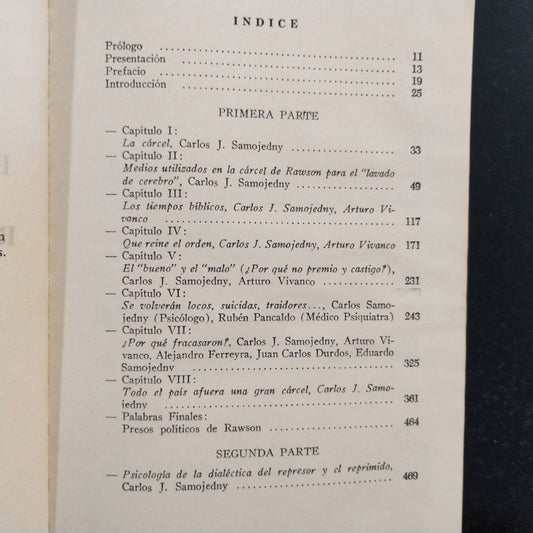 INDICE
Prólogo .......... 11
Presentación .......... 13
Prefacio .......... 19
Introducción .......... 25
PRIMERA PARTE
— Capítulo I:
La cárcel, Carlos J. Samojedny .......... 33
— Capítulo II:
Medios utilizados en la cárcel de Rawson para el "lavado
de cerebro", Carlos J. Samojedny .......... 49
— Capítulo III:
Los tiempos bíblicos, Carlos J. Samojedny, Arturo Vi-
vanco .......... 117
— Capítulo IV:
Que reine el orden, Carlos J. Samojedny, Arturo Vivanco 171
— Capítulo V:
El "bueno" y el "malo" (¿Por qué no premio y castigo?),
Carlos J. Samojedny, Arturo Vivanco .......... 231
— Capítulo VI:
Se volverán locos, suicidas, traidores..., Carlos Samo-
jedny (Psicólogo), Rubén Pancaldo (Médico Psiquiatra) 243
— Capítulo VII:
¿Por qué fracasaron?, Carlos J. Samojedny, Arturo Vi-
vanco, Alejandro Ferreyra, Juan Carlos Durdos, Eduardo
Samojedny .......... 325
— Capítulo VIII:
Todo el país afuera una gran cárcel, Carlos J. Samo-
jedny .......... 361
— Palabras Finales:
Presos políticos de Rawson .......... 464
SEGUNDA PARTE
— Psicología de la dialéctica del represor y el reprimido,
Carlos J. Samojedny .......... 469